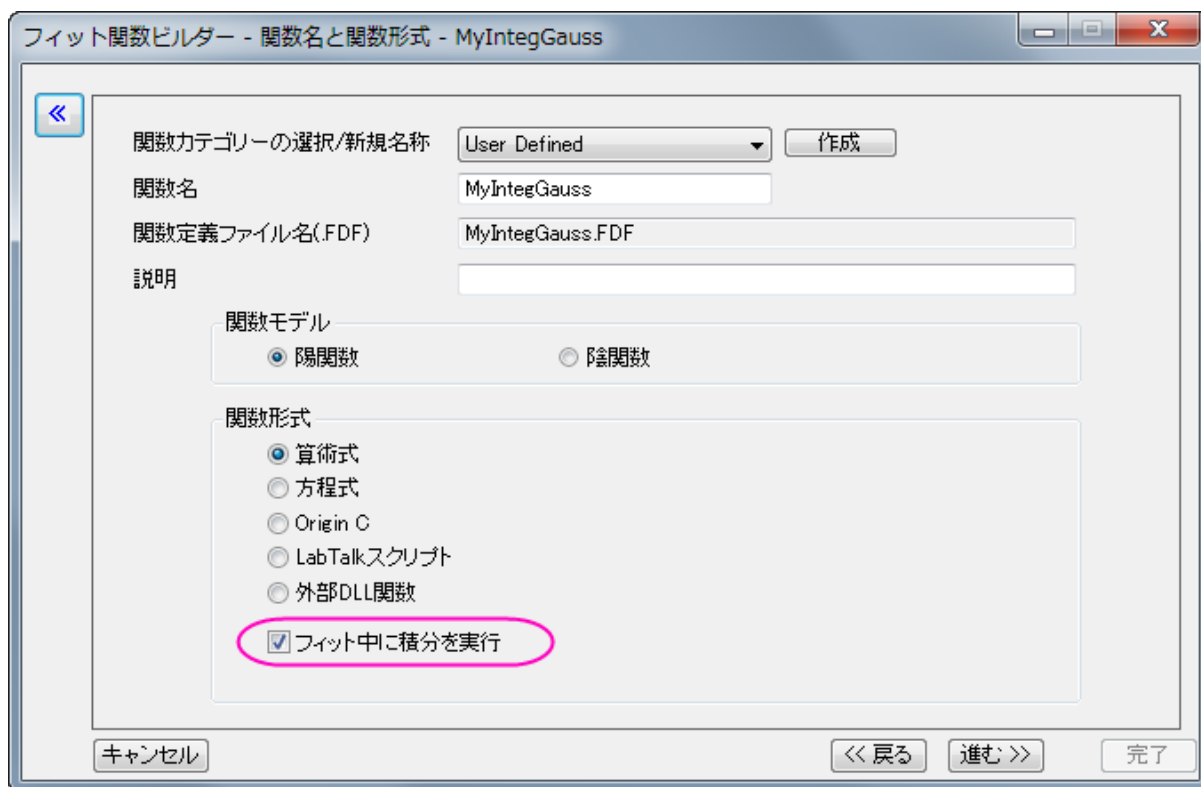 フィット関数ビルダー - 関数名と関数形式 - MyIntegGauss
関数カテゴリーの選択/新規名称 User Defined 作成
関数名 MyIntegGauss
関数定義ファイル名(.FDF) MyIntegGauss.FDF
説明
関数モデル
陽関数 陰関数
関数形式
算術式
方程式
Origin C
LabTalkスクリプト
外部DLL関数
フィット中に積分を実行
キャンセル << 戻る 進む >> 完了